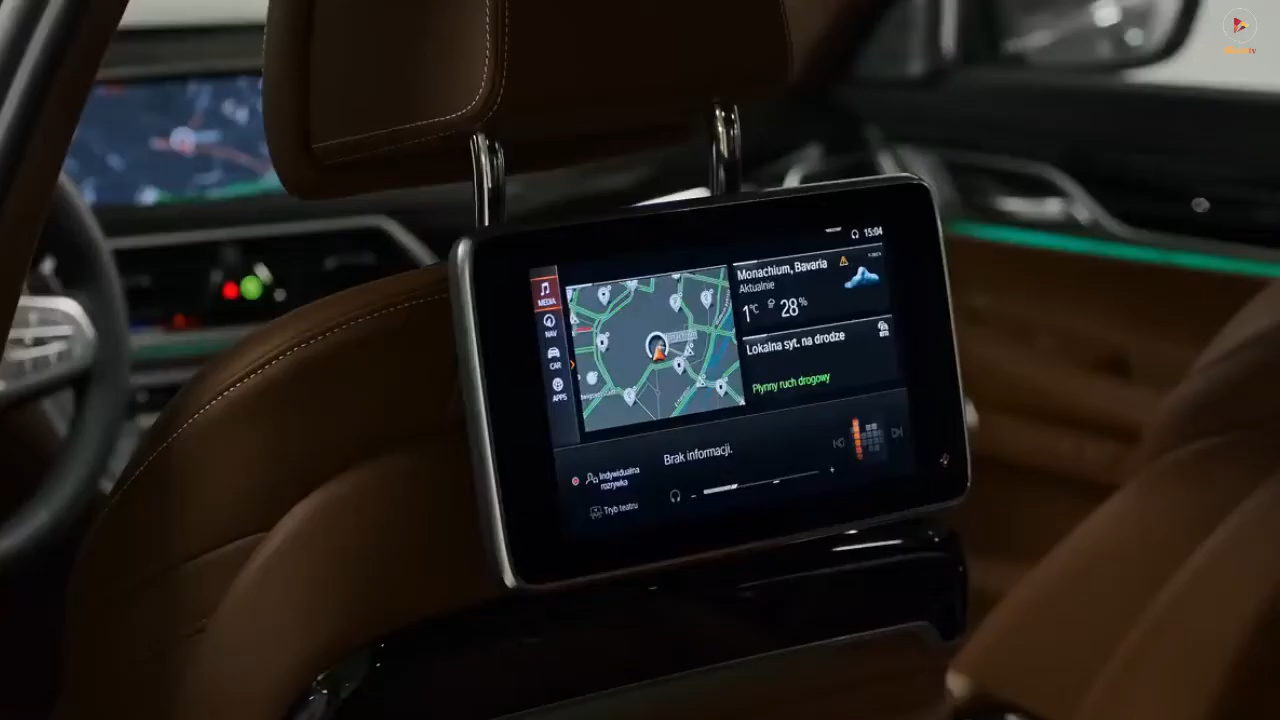 15:04
MEDIA
NAV
CAR
APPS
Monachium, Bavaria
Aktualnie
1°C 28%
Lokalna syt. na drodze
Płynny ruch drogowy
Brak informacji.
Indywidualna
rozrywka
- +
Tryb teatru